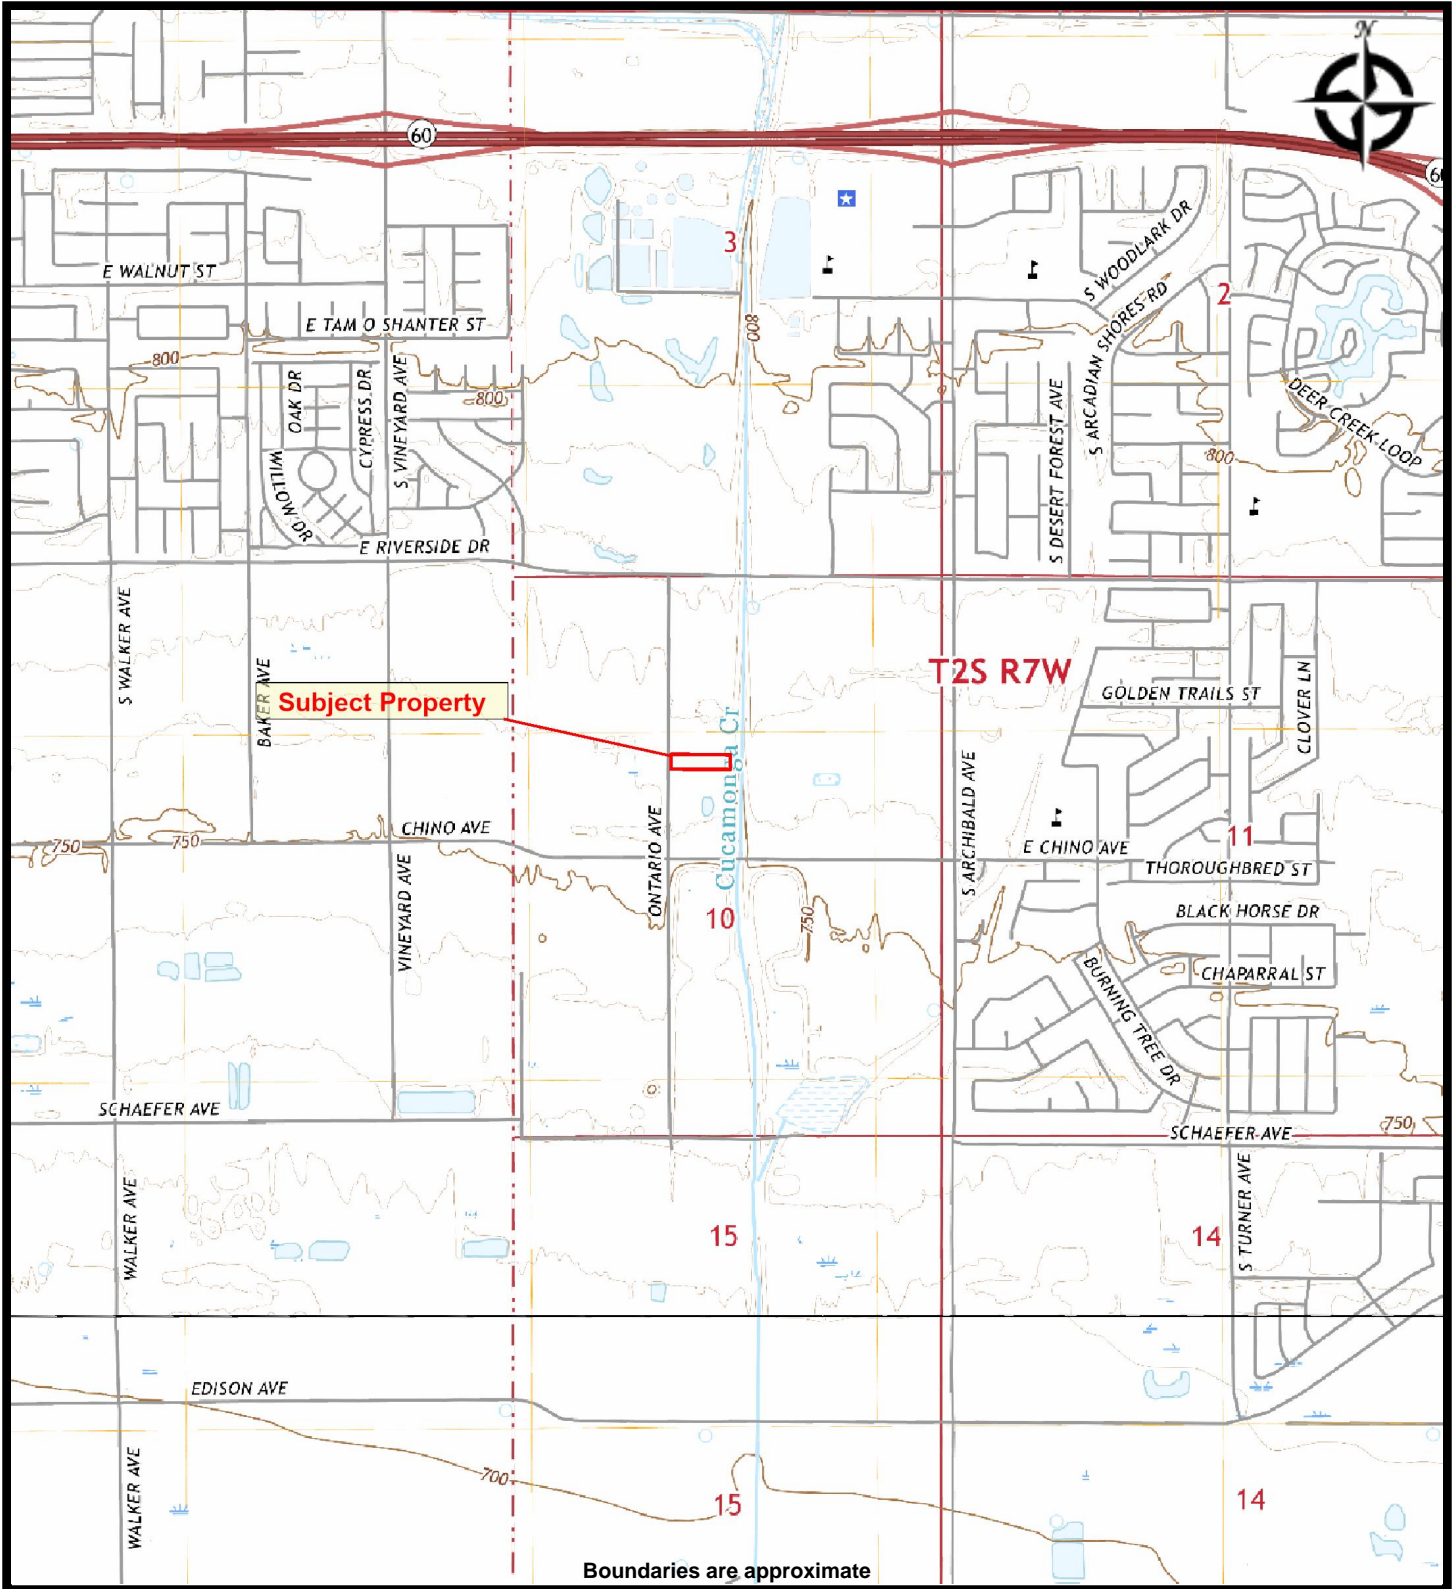 N
60
60
3
2
E WALNUT ST
S WOODLARK DR
E TAM O SHANTER ST
S ARCADIAN SHORES RD
800
800
800
800
OAK DR
CYPRESS DR
S VINEYARD AVE
WILLOW DR
S DESERT FOREST AVE
DEER CREEK LOOP
E RIVERSIDE DR
S WALKER AVE
BAKER AVE
T2S R7W
GOLDEN TRAILS ST
CLOVER LN
Subject Property
Cucamonga Cr
S ARCHBALD AVE
CHINO AVE
E CHINO AVE
11
750
750
THOROUGHBRED ST
VINEYARD AVE
ONTARIO AVE
10
750
BLACK HORSE DR
CHAPARRAL ST
BURNING TREE DR
SCHAEFER AVE
SCHAEFER AVE
750
WALKER AVE
15
14
S TURNER AVE
EDISON AVE
WALKER AVE
700
15
14
Boundaries are approximate